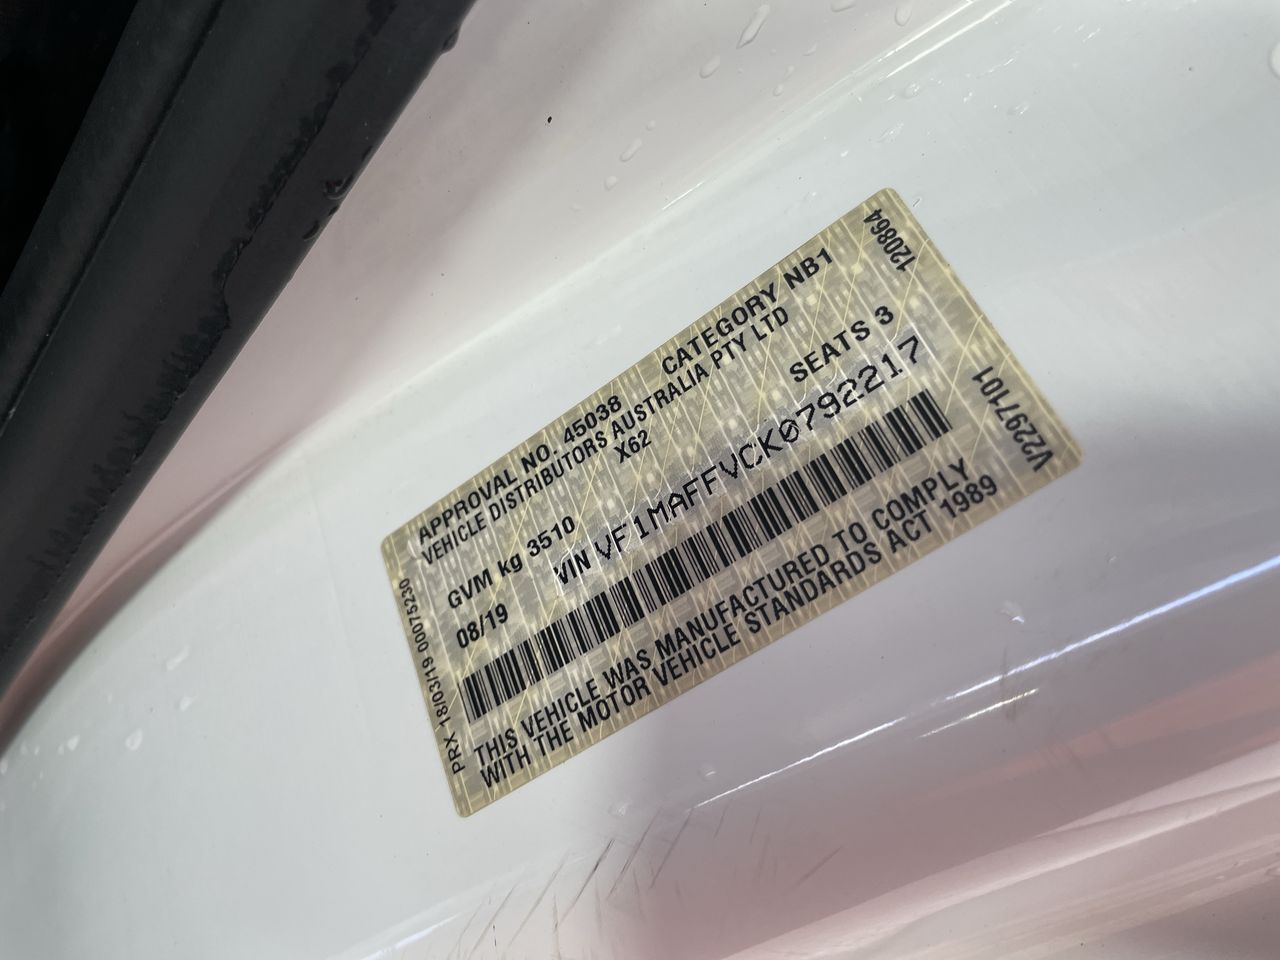 APPROVAL NO. 45038 CATEGORY NB1
VEHICLE DISTRIBUTORS AUSTRALIA PTY LTD
X62
GVM kg 3510 SEATS 3
08/19 VIN VF1MAFFVCK0792217
THIS VEHICLE WAS MANUFACTURED TO COMPLY
WITH THE MOTOR VEHICLE STANDARDS ACT 1989
PRX 18/03/19 00075230
120864
V2297101